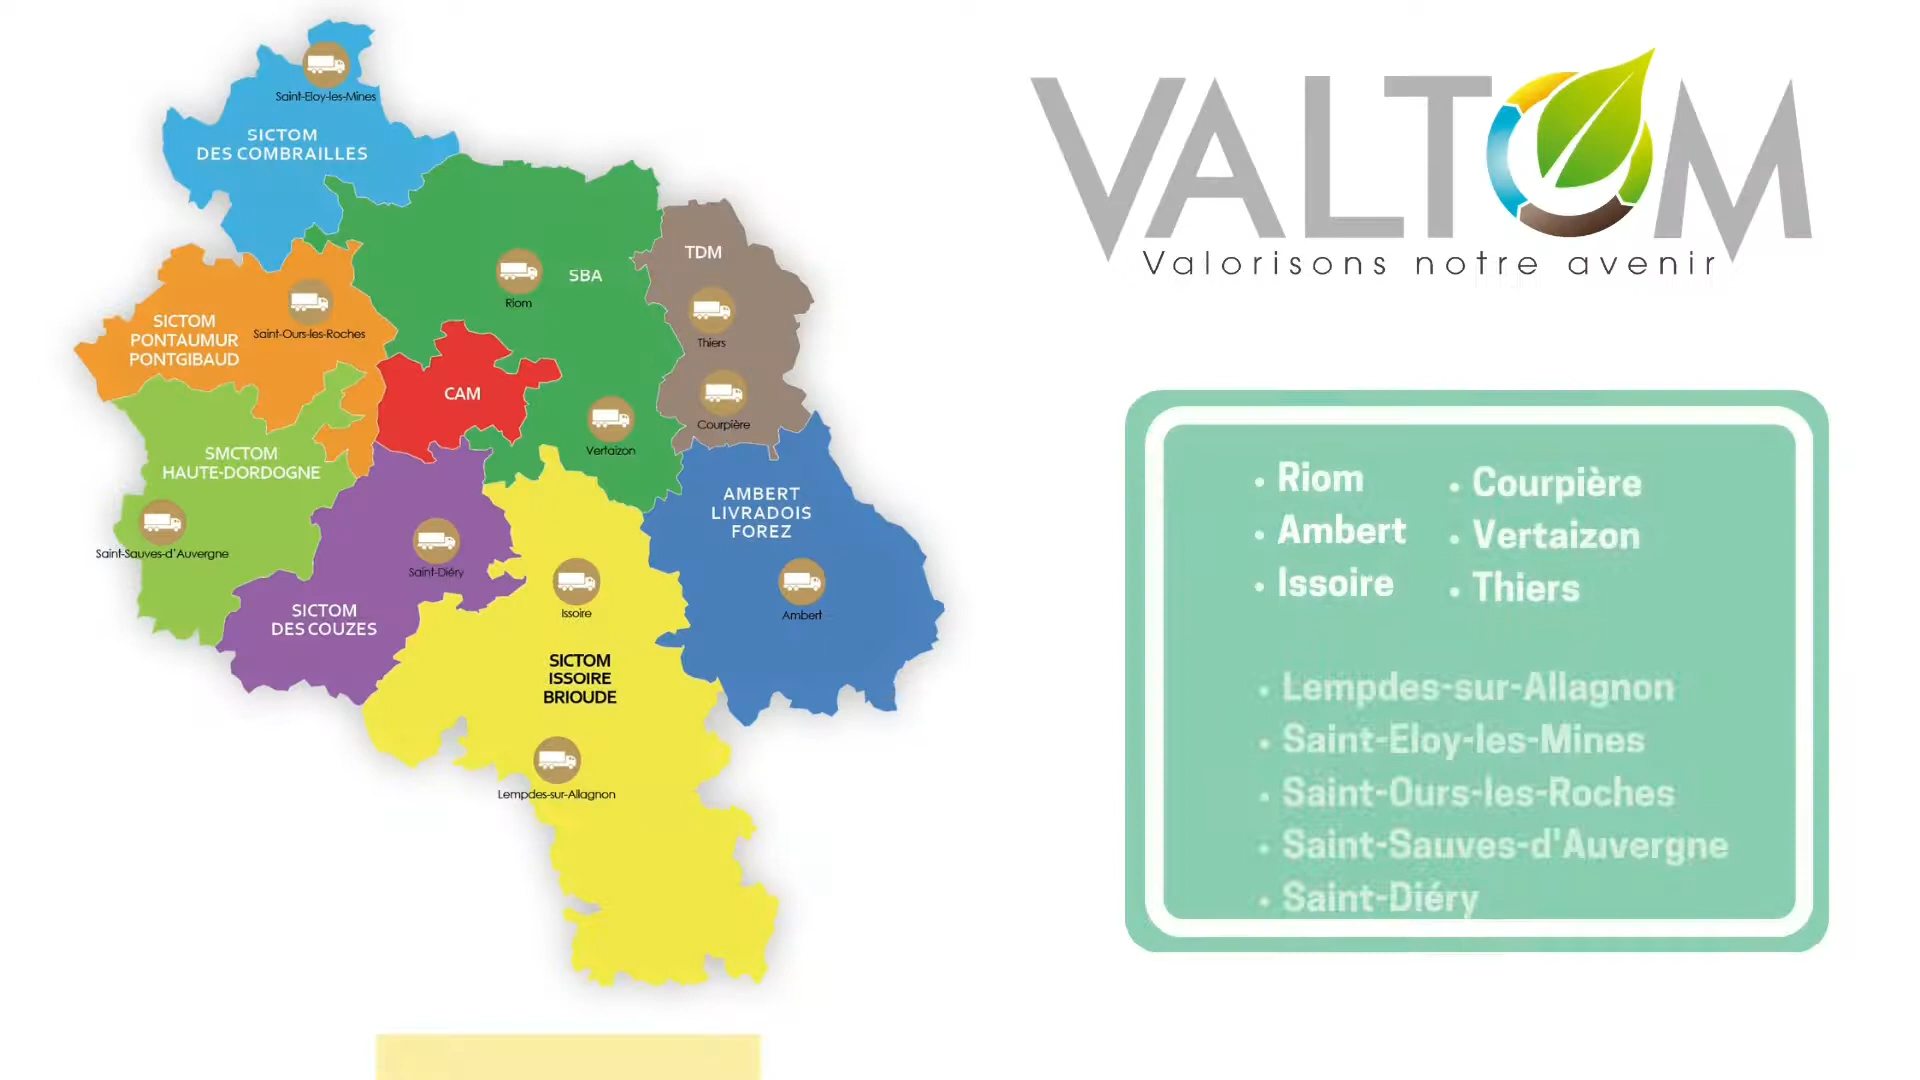 Saint-Eloy-les-Mines
SICTOM
DES COMBRAILLES
TDM
SBA
Riom
SICTOM
PONTAUMUR
PONTGIBAUD
Saint-Ours-les-Roches
Thiers
CAM
Courpière
Vertaizon
SMCTOM
HAUTE-DORDOGNE
AMBERT
LIVRADOIS
FOREZ
Saint-Sauves-d'Auvergne
Saint-Diéry
SICTOM
DES COUZES
Issoire
Ambert
SICTOM
ISSOIRE
BRIOUDE
Lempdes-sur-Allagnon
VALTOM
Valorisons notre avenir
• Riom
• Ambert
• Issoire
• Courpière
• Vertaizon
• Thiers
• Lempdes-sur-Allagnon
• Saint-Eloy-les-Mines
• Saint-Ours-les-Roches
• Saint-Sauves-d'Auvergne
• Saint-Diéry